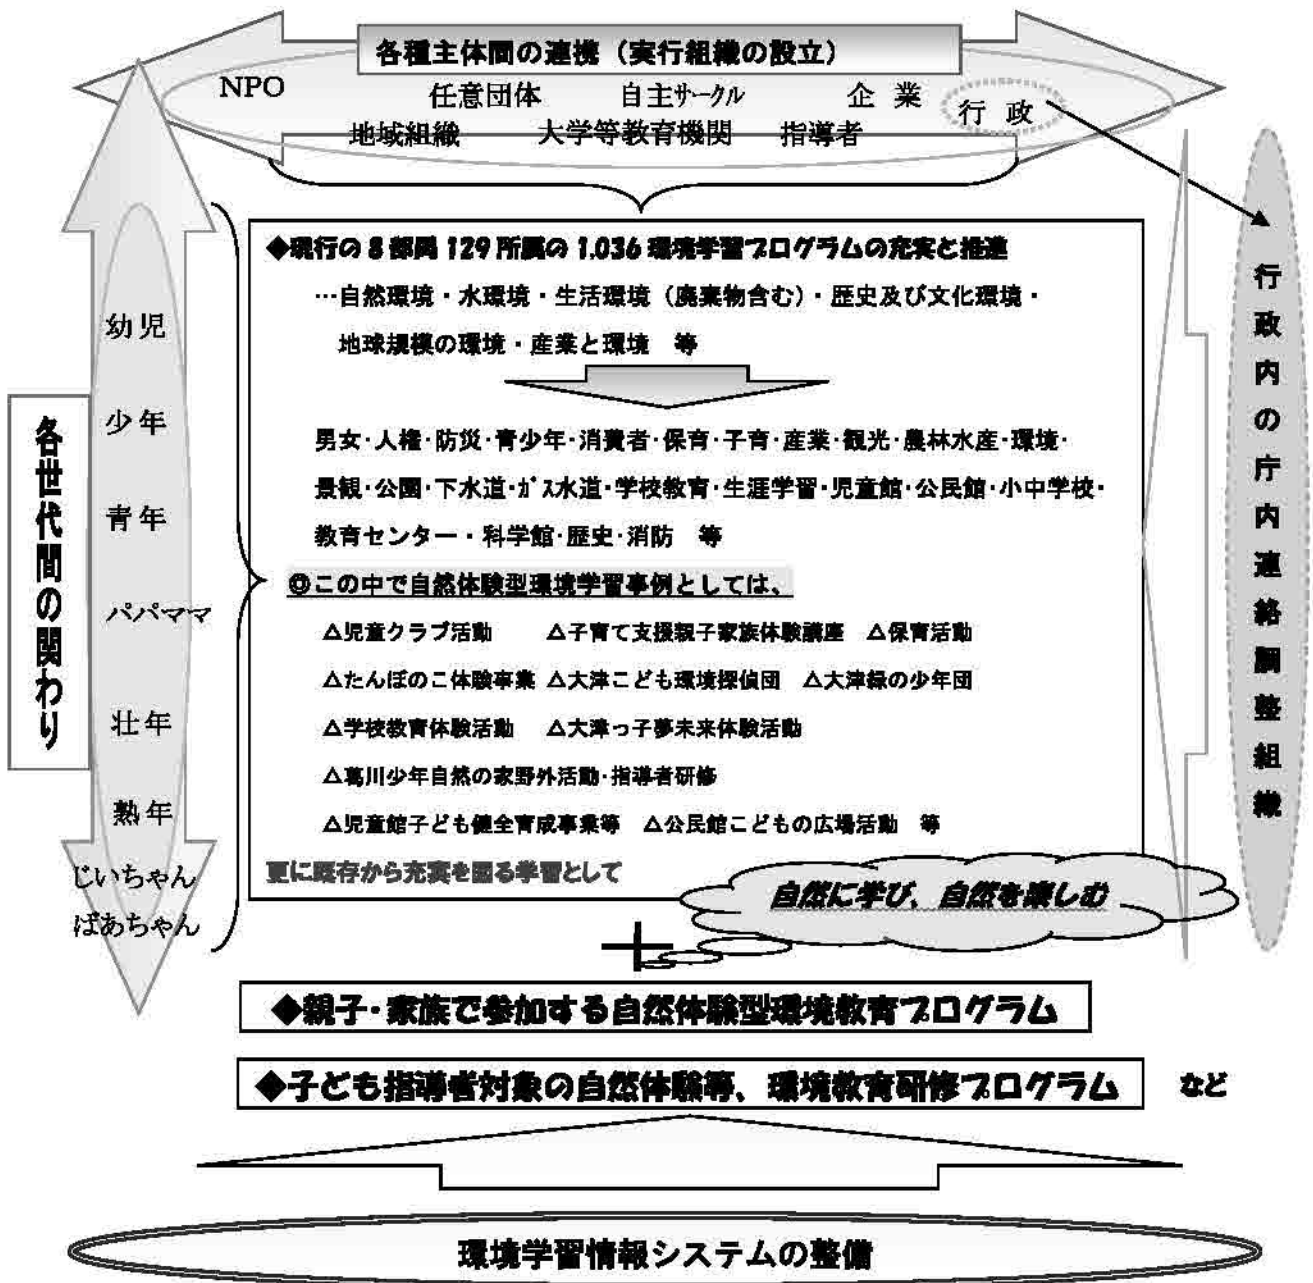 各種主体間の連携（実行組織の設立）
NPO　任意団体　自主サークル　企業　行政
地域組織　大学等教育機関　指導者
各世代間の関わり
幼児
少年
青年
パパママ
壮年
熟年
じいちゃん
ばあちゃん
◆現行の8部局129所属の1,036環境学習プログラムの充実と推進
…自然環境・水環境・生活環境（廃棄物含む）・歴史及び文化環境・
地球規模の環境・産業と環境　等
男女・人権・防災・青少年・消費者・保育・子育・産業・観光・農林水産・環境・
景観・公園・下水道・ガス水道・学校教育・生涯学習・児童館・公民館・小中学校・
教育センター・科学館・歴史・消防　等
◎この中で自然体験型環境学習事例としては、
△児童クラブ活動　△子育て支援親子家族体験講座　△保育活動
△たんぼのこ体験事業　△大津こども環境探偵団　△大津緑の少年団
△学校教育体験活動　△大津っ子夢未来体験活動
△葛川少年自然の家野外活動・指導者研修
△児童館子ども健全育成事業等　△公民館こどもの広場活動　等
更に既存から充実を図る学習として
自然に学び、自然を楽しむ
＋
◆親子・家族で参加する自然体験型環境教育プログラム
◆子ども指導者対象の自然体験等、環境教育研修プログラム　など
環境学習情報システムの整備
行政内の庁内連絡調整組織